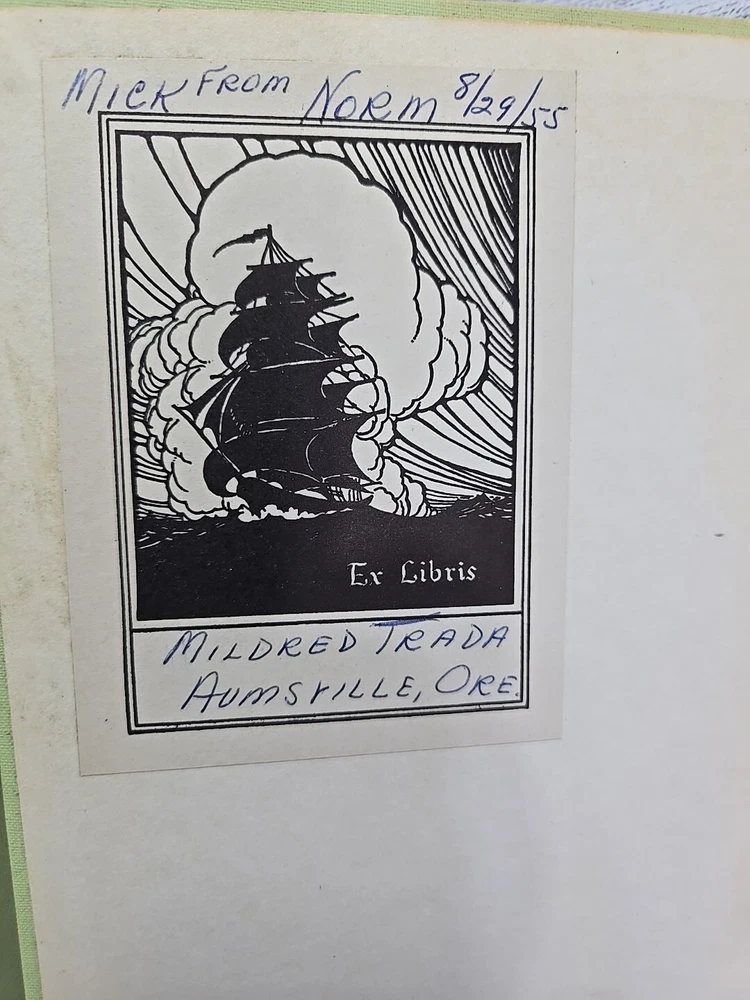 MICK FROM NORM 8/29/55
Ex Libris
MILDRED TRADA
AUMSVILLE, ORE.